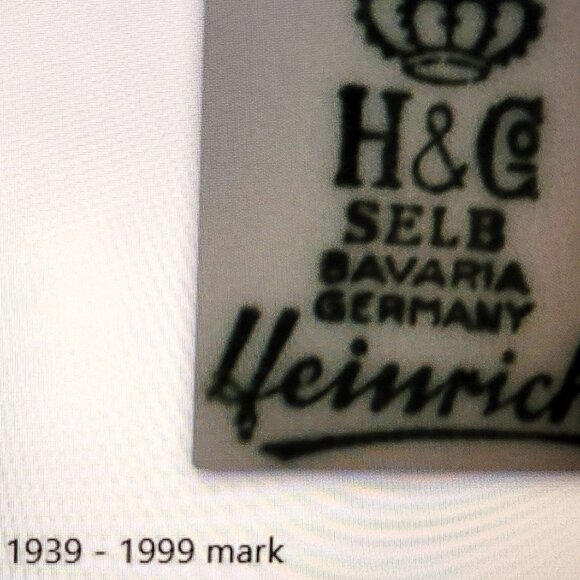 H&Co
SELB
BAVARIA
GERMANY
Heinrich
1939 - 1999 mark